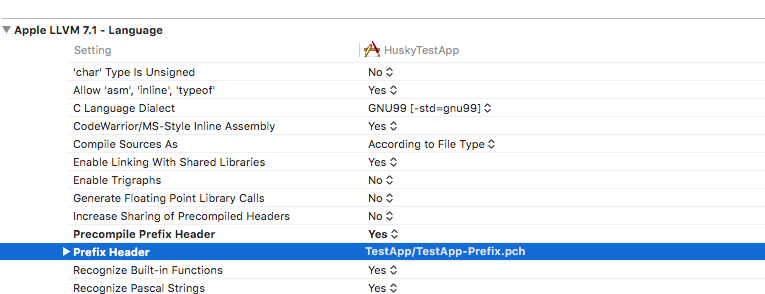 Apple LLVM 7.1 - Language
Setting HuskyTestApp
'char' Type Is Unsigned No
Allow 'asm', 'inline', 'typeof' Yes
C Language Dialect GNU99 [-std=gnu99]
CodeWarrior/MS-Style Inline Assembly Yes
Compile Sources As According to File Type
Enable Linking With Shared Libraries Yes
Enable Trigraphs No
Generate Floating Point Library Calls No
Increase Sharing of Precompiled Headers No
Precompile Prefix Header Yes
Prefix Header TestApp/TestApp-Prefix.pch
Recognize Built-in Functions Yes
Recognize Pascal Strings Yes